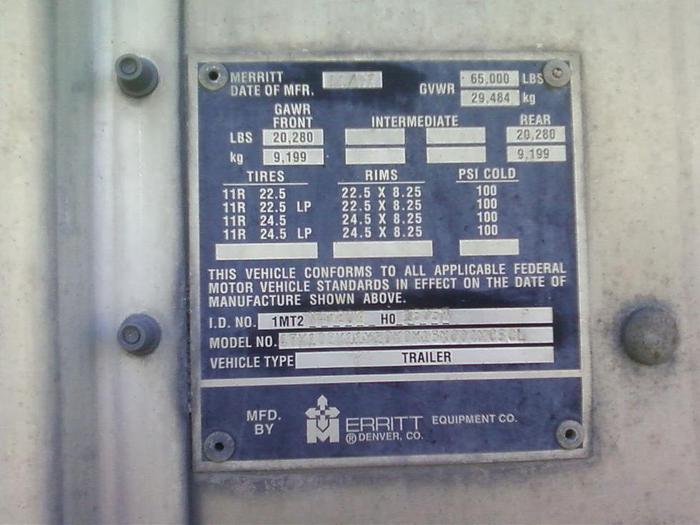 MERRITT
DATE OF MFR.
GVWR 65,000 LBS
29,484 kg
GAWR
FRONT INTERMEDIATE REAR
LBS 20,280 20,280
kg 9,199 9,199
TIRES RIMS PSI COLD
11R 22.5 22.5 X 8.25 100
11R 22.5 LP 22.5 X 8.25 100
11R 24.5 24.5 X 8.25 100
11R 24.5 LP 24.5 X 8.25 100
THIS VEHICLE CONFORMS TO ALL APPLICABLE FEDERAL
MOTOR VEHICLE STANDARDS IN EFFECT ON THE DATE OF
MANUFACTURE SHOWN ABOVE.
I.D. NO. 1MT2 HO
MODEL NO.
VEHICLE TYPE TRAILER
MFD.
BY
MERRITT EQUIPMENT CO.
® DENVER, CO.